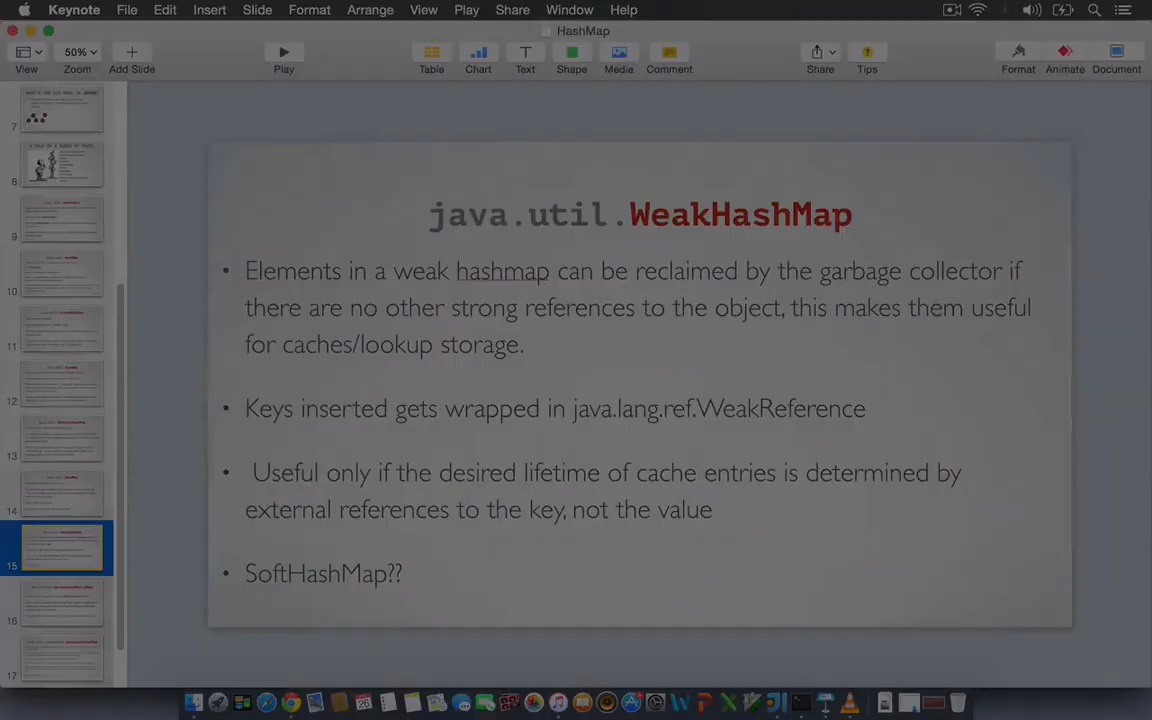 Keynote File Edit Insert Slide Format Arrange View Play Share Window Help
HashMap
50%
View Zoom Add Slide Play Table Chart Text Shape Media Comment Share Tips Format Animate Document
java.util.WeakHashMap
• Elements in a weak hashmap can be reclaimed by the garbage collector if
there are no other strong references to the object, this makes them useful
for caches/lookup storage.
• Keys inserted gets wrapped in java.lang.ref.WeakReference
• Useful only if the desired lifetime of cache entries is determined by
external references to the key, not the value
• SoftHashMap??
7
8
9
10
11
12
13
14
15
16
17